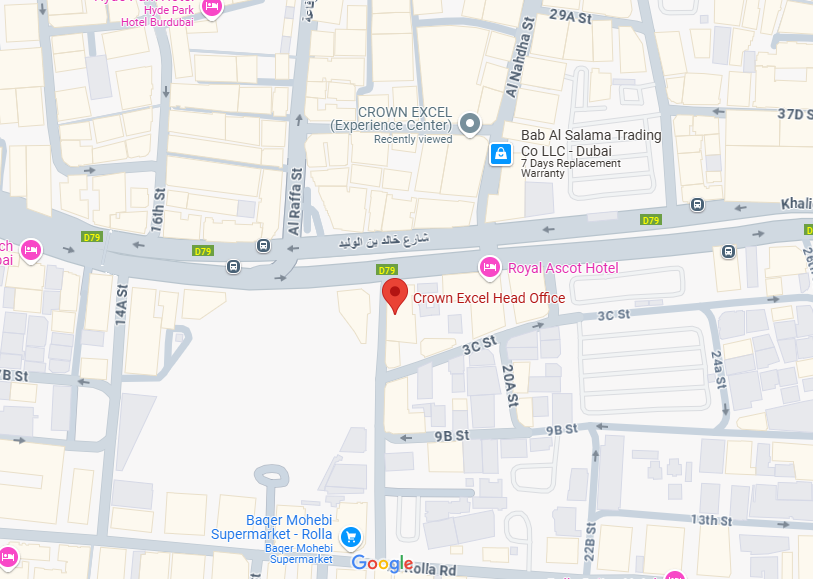 Hyde Park
Hotel Burdubai
29A St
Al Nahdha St
37D S
CROWN EXCEL
(Experience Center)
Recently viewed
Bab Al Salama Trading
Co LLC - Dubai
7 Days Replacement
Warranty
16th St
Al Raffa St
D79
Khali
شارع خالد بن الوليد
D79
D79
D79
Royal Ascot Hotel
Crown Excel Head Office
14A St
3C St
3C St
26th
24a St
20A St
7B St
9B St
9B St
22B St
13th St
Baqer Mohebi
Supermarket - Rolla
Baqer Mohebi
Supermarket
Google
Rolla Rd